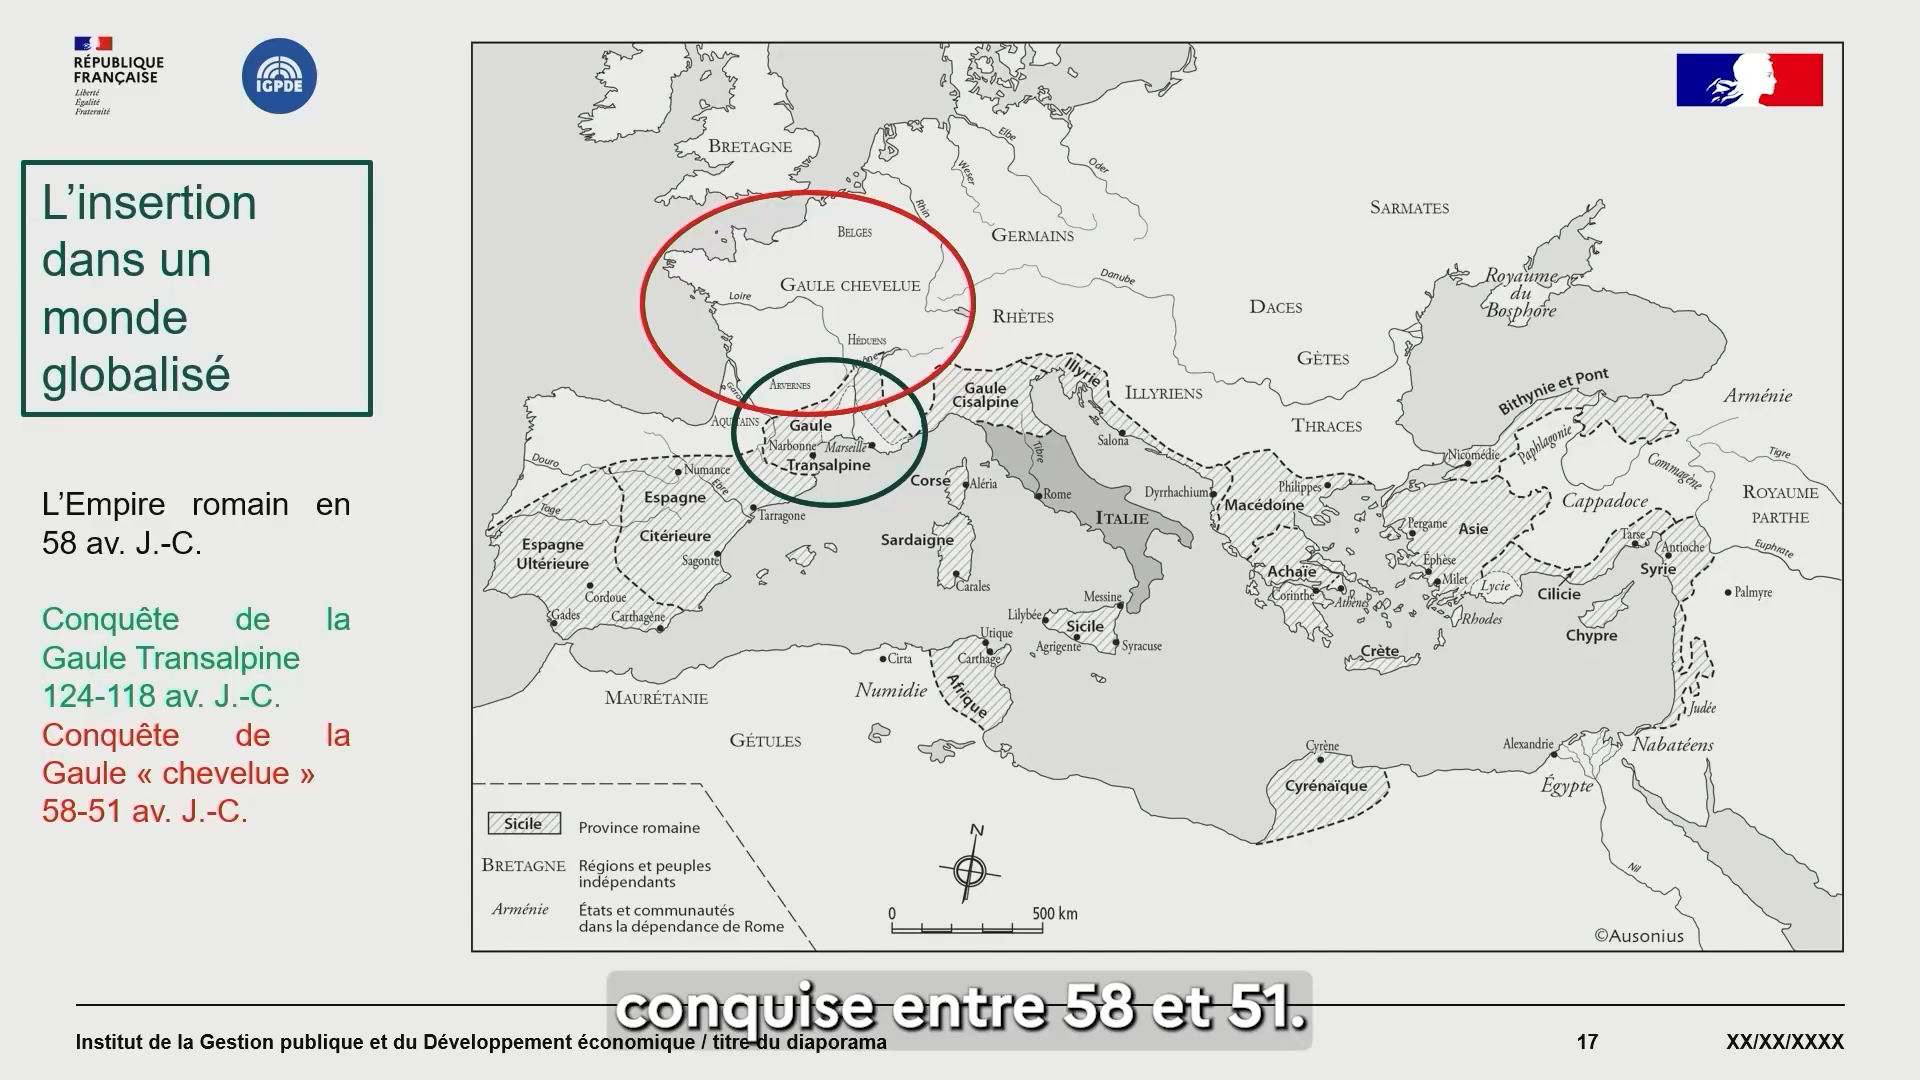 RÉPUBLIQUE
FRANÇAISE
Liberté
Égalité
Fraternité
IGPDE
L'insertion
dans un
monde
globalisé
L'Empire romain en
58 av. J.-C.
Conquête de la
Gaule Transalpine
124-118 av. J.-C.
Conquête de la
Gaule « chevelue »
58-51 av. J.-C.
BRETAGNE
Elbe
Weser
Oder
Rhin
BELGES
GERMAINS
SARMATES
GAULE CHEVELUE
Loire
Danube
Royaume
du
Bosphore
RHÈTES
DACES
HÉDUENS
GÈTES
ARVERNES
Gaule
Cisalpine
Illyrie
ILLYRIENS
Bithynie et Pont
Arménie
AQUITAINS
Gaule
Transalpine
Narbonne
Marseille
Salona
THRACES
Paphlagonie
Tibre
Tigre
Douro
Numance
Ebre
Nicomédie
Commagène
Espagne
Citérieure
Corse
Aléria
Rome
Dyrrhachium
Philippes
Macédoine
Cappadoce
ROYAUME
PARTHE
Tage
Tarragone
ITALIE
Pergame
Asie
Sardaigne
Espagne
Ultérieure
Sagonte
Tarse
Antioche
Euphrate
Éphèse
Syrie
Achaïe
Milet
Lycie
Cilicie
Palmyre
Cordoue
Carales
Messine
Corinthe
Athènes
Gades
Carthagène
Lilybée
Sicile
Rhodes
Chypre
Utique
Agrigente
Syracuse
Cirta
Carthage
Crète
MAURÉTANIE
Numidie
Afrique
Judée
GÉTULES
Cyrène
Alexandrie
Nabatéens
Cyrénaïque
Égypte
Nil
Sicile Province romaine
BRETAGNE Régions et peuples
indépendants
Arménie États et communautés
dans la dépendance de Rome
N
0 500 km
©Ausonius
conquise entre 58 et 51.
Institut de la Gestion publique et du Développement économique / titre du diaporama 17 XX/XX/XXXX